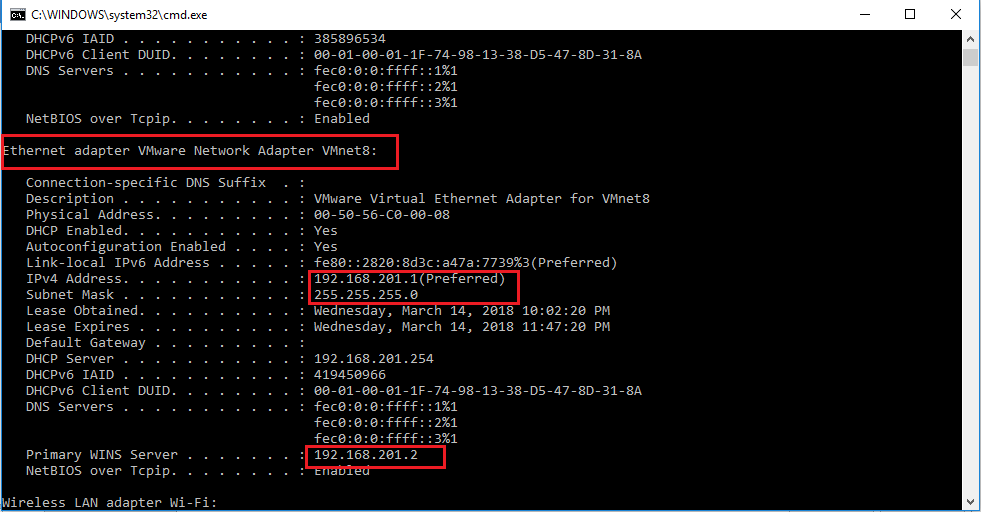 C:\WINDOWS\system32\cmd.exe
DHCPv6 IAID . . . . . . . . . . . : 385896534
DHCPv6 Client DUID. . . . . . . . : 00-01-00-01-1F-74-98-13-38-D5-47-8D-31-8A
DNS Servers . . . . . . . . . . . : fec0:0:0:ffff::1%1
fec0:0:0:ffff::2%1
fec0:0:0:ffff::3%1
NetBIOS over Tcpip. . . . . . . . : Enabled
Ethernet adapter VMware Network Adapter VMnet8:
Connection-specific DNS Suffix . :
Description . . . . . . . . . . . : VMware Virtual Ethernet Adapter for VMnet8
Physical Address. . . . . . . . . : 00-50-56-C0-00-08
DHCP Enabled. . . . . . . . . . . : Yes
Autoconfiguration Enabled . . . . : Yes
Link-local IPv6 Address . . . . . : fe80::2820:8d3c:a47a:7739%3(Preferred)
IPv4 Address. . . . . . . . . . . : 192.168.201.1(Preferred)
Subnet Mask . . . . . . . . . . . : 255.255.255.0
Lease Obtained. . . . . . . . . . : Wednesday, March 14, 2018 10:02:20 PM
Lease Expires . . . . . . . . . . : Wednesday, March 14, 2018 11:47:20 PM
Default Gateway . . . . . . . . . :
DHCP Server . . . . . . . . . . . : 192.168.201.254
DHCPv6 IAID . . . . . . . . . . . : 419450966
DHCPv6 Client DUID. . . . . . . . : 00-01-00-01-1F-74-98-13-38-D5-47-8D-31-8A
DNS Servers . . . . . . . . . . . : fec0:0:0:ffff::1%1
fec0:0:0:ffff::2%1
fec0:0:0:ffff::3%1
Primary WINS Server . . . . . . . : 192.168.201.2
NetBIOS over Tcpip. . . . . . . . : Enabled
Wireless LAN adapter Wi-Fi: